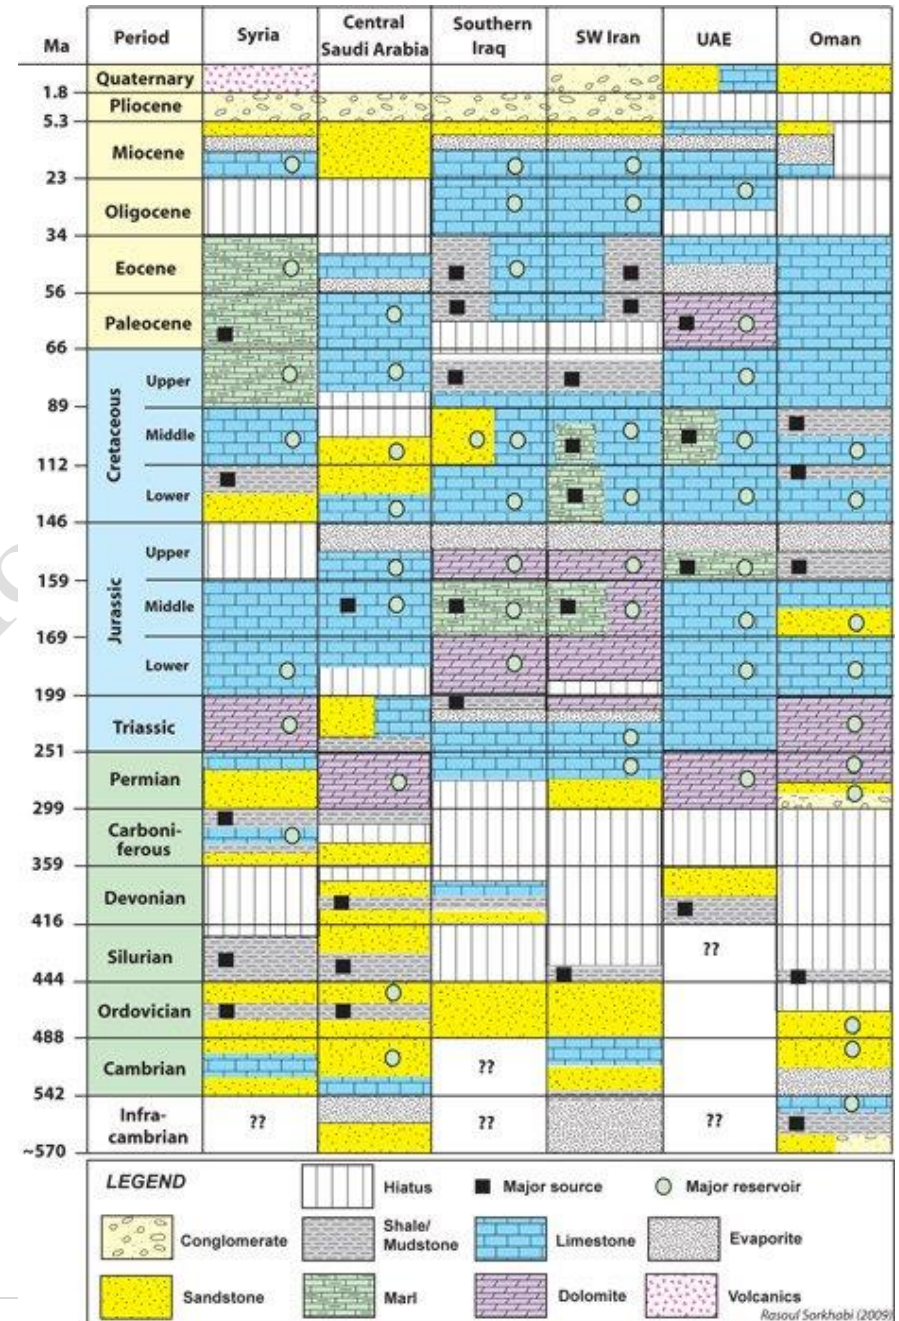 Ma Period Syria Central Saudi Arabia Southern Iraq SW Iran UAE Oman
Quaternary
1.8
Pliocene
5.3
Miocene
23
Oligocene
34
Eocene
56
Paleocene
66
Cretaceous
Upper
89
Middle
112
Lower
146
Jurassic
Upper
159
Middle
169
Lower
199
Triassic
251
Permian
299
Carboni-
ferous
359
Devonian
416
Silurian
??
444
Ordovician
488
Cambrian
??
542
Infra-
cambrian
?? ?? ??
~570
LEGEND
Hiatus
Major source
Major reservoir
Conglomerate
Shale/
Mudstone
Limestone
Evaporite
Sandstone
Marl
Dolomite
Volcanics
Rasoul Sorkhabi (2009)